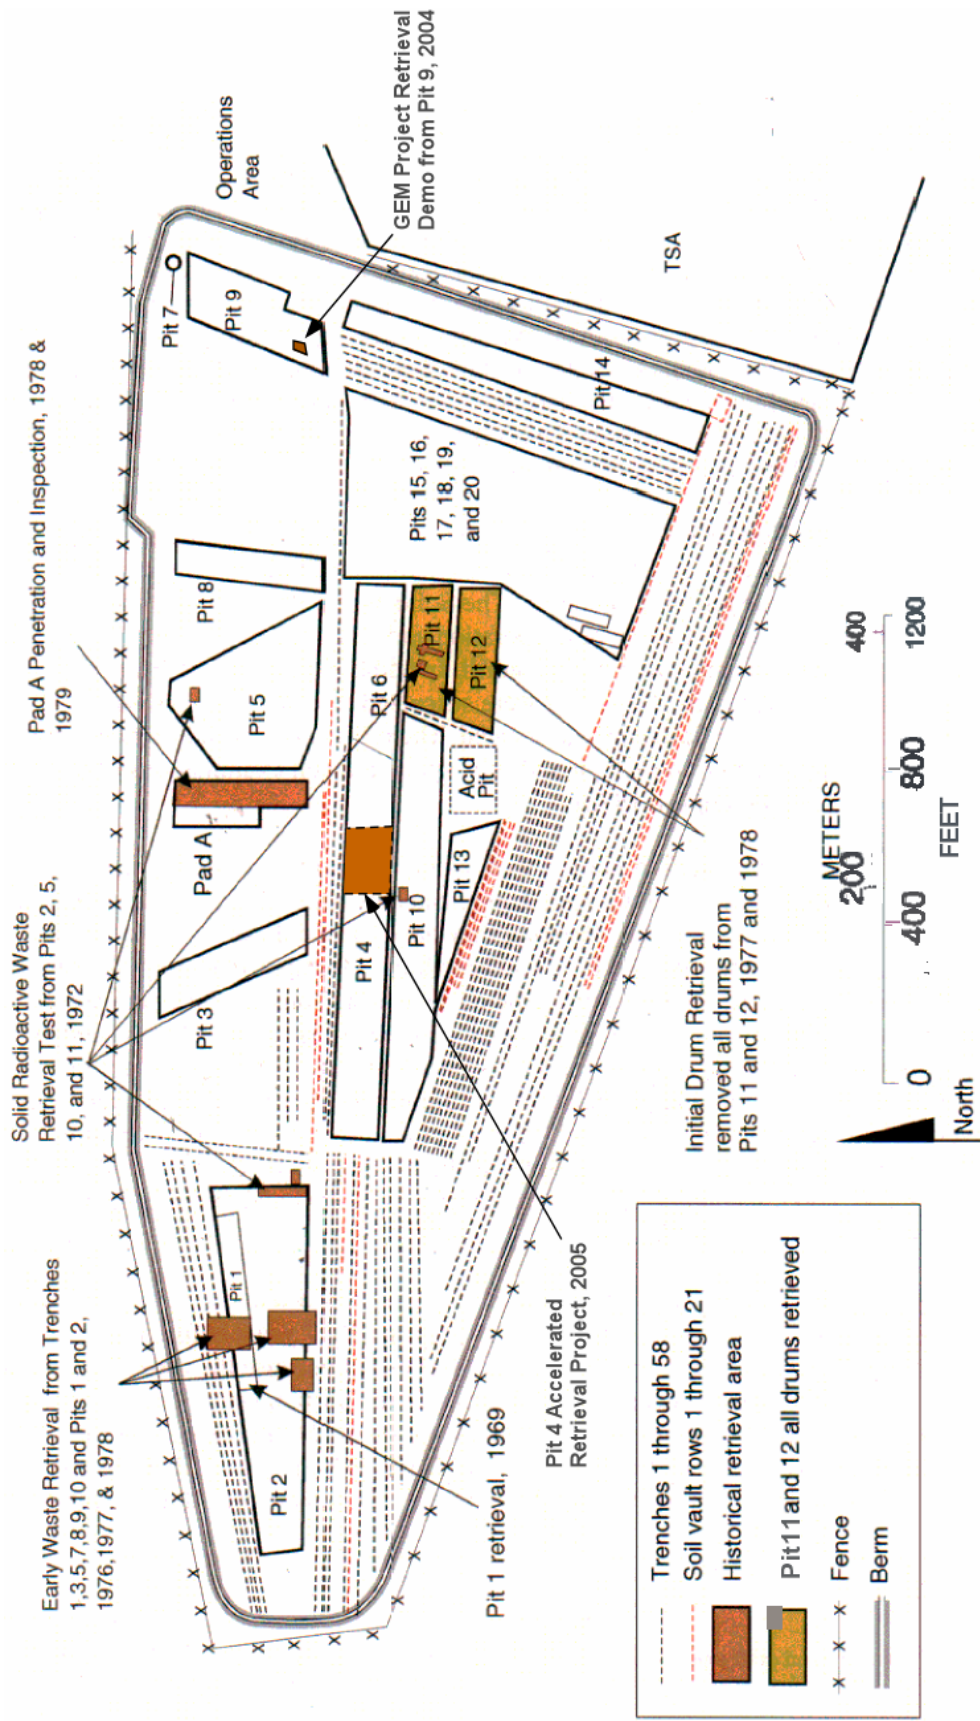 Early Waste Retrieval from Trenches
1,3,5,7,8,9,10 and Pits 1 and 2,
1976,1977, & 1978
Solid Radioactive Waste
Retrieval Test from Pits 2, 5,
10, and 11, 1972
Pad A Penetration and Inspection, 1978 &
1979
Operations
Area
GEM Project Retrieval
Demo from Pit 9, 2004
Pit 7
Pit 9
Pit 8
Pit 5
Pad A
Pit 3
Pit 1
Pit 2
Pit 4
Pit 6
Pit 10
Pit 11
Pit 12
Acid
Pit
Pit 13
Pits 15, 16,
17, 18, 19,
and 20
Pit 14
TSA
Pit 1 retrieval, 1969
Pit 4 Accelerated
Retrieval Project, 2005
Initial Drum Retrieval
removed all drums from
Pits 11 and 12, 1977 and 1978
METERS
200
400
0
400
800
1200
FEET
North
Trenches 1 through 58
Soil vault rows 1 through 21
Historical retrieval area
Pit11 and 12 all drums retrieved
Fence
Berm